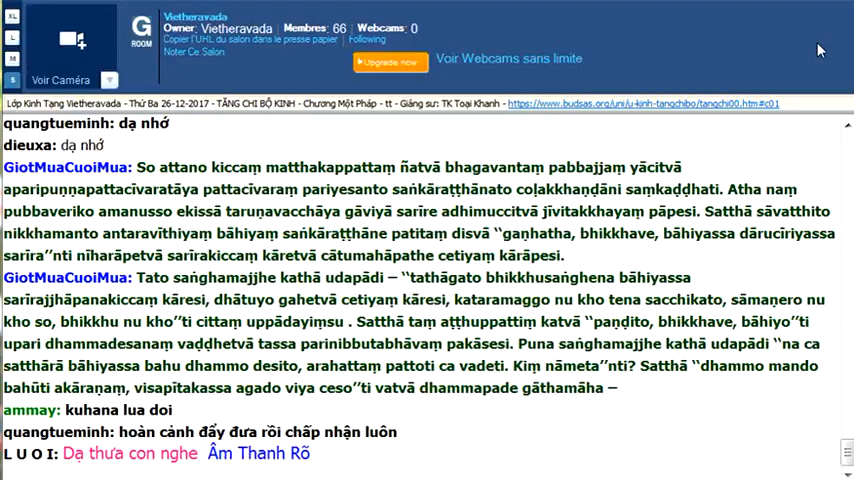 XL
L
M
S
Voir Caméra
G
ROOM
Vietheravada
Owner: Vietheravada | Membres: 66 | Webcams: 0
Copier l'URL du salon dans le presse papier | Following
Noter Ce Salon
Upgrade now
Voir Webcams sans limite
Lớp Kinh Tạng Vietheravada - Thứ Ba 26-12-2017 - TĂNG CHI BỘ KINH - Chương Một Pháp - tt - Giảng sư: TK Toại Khanh - https://www.budsas.org/uni/u-kinh-tangchibo/tangchi00.htm#c01
quangtueminh: dạ nhớ
dieuxa: dạ nhớ
GiotMuaCuoiMua: So attano kiccaṃ matthakappattaṃ ñatvā bhagavantaṃ pabbajjaṃ yācitvā
aparipuṇṇapattacīvaratāya pattacīvaraṃ pariyesanto saṅkāraṭṭhānato coḷakkhaṇḍāni saṃkaḍḍhati. Atha naṃ
pubbaveriko amanusso ekissā taruṇavacchāya gāviyā sarīre adhimuccitvā jīvitakkhayaṃ pāpesi. Satthā sāvatthito
nikkhamanto antaravīthiyaṃ bāhiyaṃ saṅkāraṭṭhāne patitaṃ disvā ‘‘gaṇhatha, bhikkhave, bāhiyassa dārucīriyassa
sarīra’’nti nīharāpetvā sarīrakiccaṃ kāretvā cātumahāpathe cetiyaṃ kārāpesi.
GiotMuaCuoiMua: Tato saṅghamajjhe kathā udapādi – ‘‘tathāgato bhikkhusaṅghena bāhiyassa
sarīrajjhāpanakiccaṃ kāresi, dhātuyo gahetvā cetiyaṃ kāresi, kataramaggo nu kho tena sacchikato, sāmaṇero nu
kho so, bhikkhu nu kho’’ti cittaṃ uppādayiṃsu . Satthā taṃ aṭṭhuppattiṃ katvā ‘‘paṇḍito, bhikkhave, bāhiyo’’ti
upari dhammadesanaṃ vaḍḍhetvā tassa parinibbutabhāvaṃ pakāsesi. Puna saṅghamajjhe kathā udapādi ‘‘na ca
satthārā bāhiyassa bahu dhammo desito, arahattaṃ pattoti ca vadeti. Kiṃ nāmeta’’nti? Satthā ‘‘dhammo mando
bahūti akāraṇaṃ, visapītakassa agado viya ceso’’ti vatvā dhammapade gāthamāha –
ammay: kuhana lua doi
quangtueminh: hoàn cảnh đẩy đưa rồi chấp nhận luôn
L U O I: Dạ thưa con nghe Âm Thanh Rõ